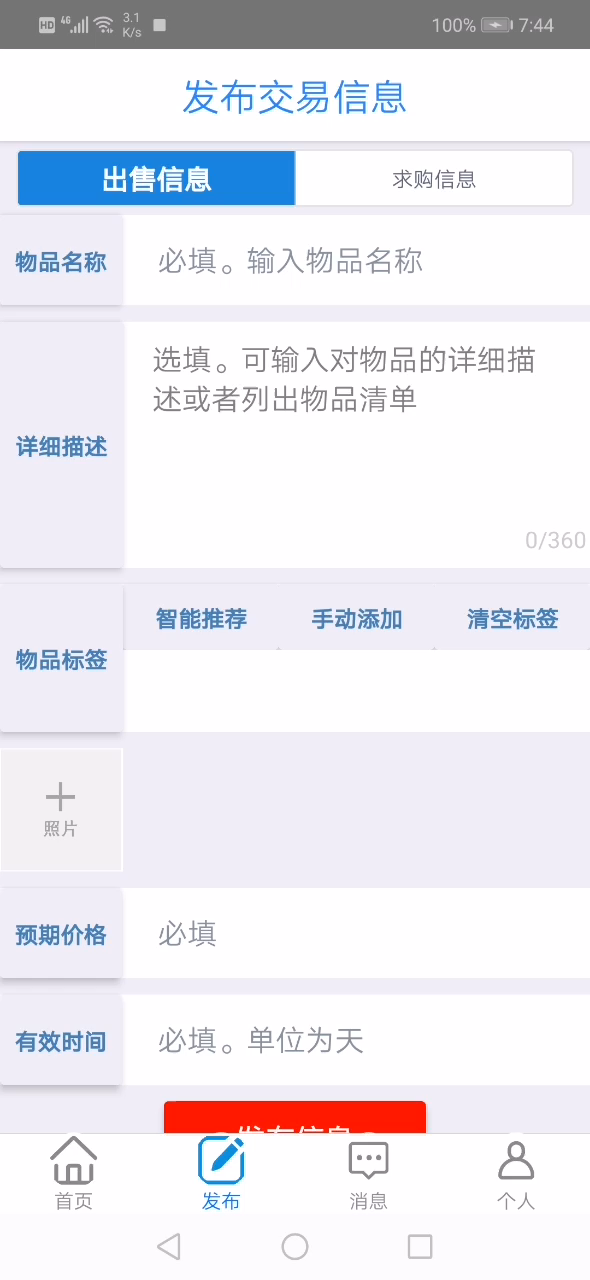 HD 4G 3.1 K/s 100% 7:44
发布交易信息
出售信息 求购信息
物品名称 必填。输入物品名称
选填。可输入对物品的详细描
述或者列出物品清单
详细描述
0/360
智能推荐 手动添加 清空标签
物品标签
照片
预期价格 必填
有效时间 必填。单位为天
发布信息
首页 发布 消息 个人